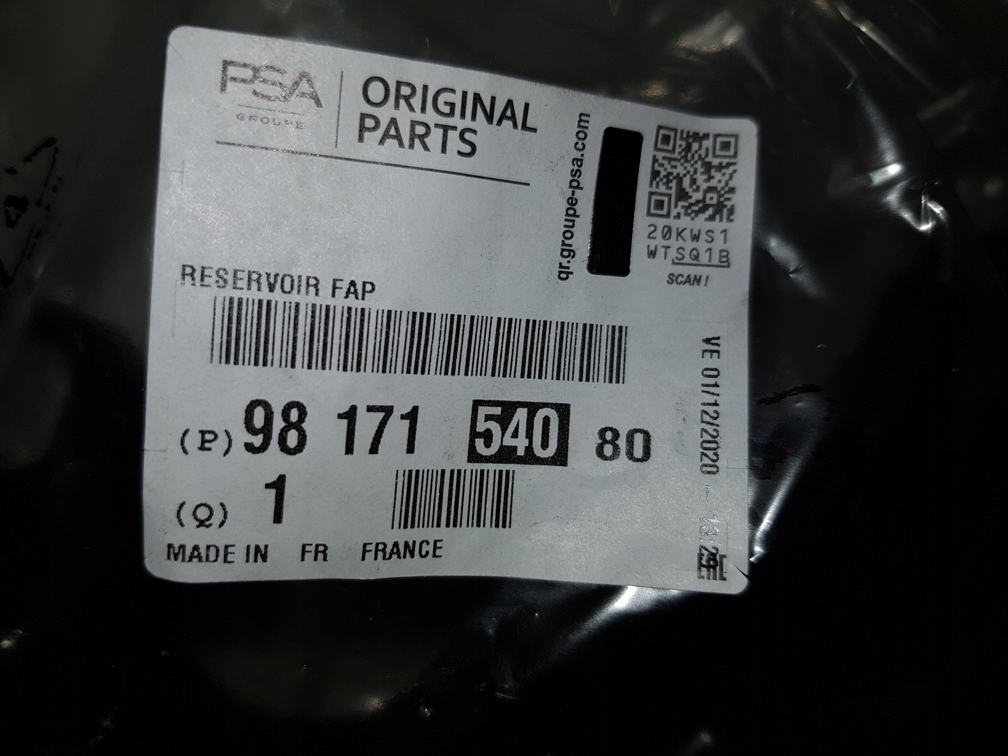 PSA
GROUPE
ORIGINAL
PARTS
qr.groupe-psa.com
20KWS1
WTSQ1B
SCAN!
RESERVOIR FAP
(P) 98 171 540 80
(Q) 1
MADE IN FR FRANCE
VE 01/12/2020 -
EAC